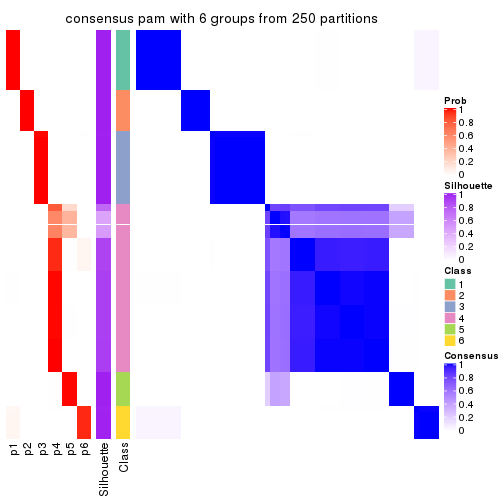 consensus pam with 6 groups from 250 partitions
Prob
1
0.8
0.6
0.4
0.2
0
Silhouette
1
0.8
0.6
0.4
0.2
0
Class
1
2
3
4
5
6
Consensus
1
0.8
0.6
0.4
0.2
0
p1
p2
p3
p4
p5
p6
Silhouette
Class